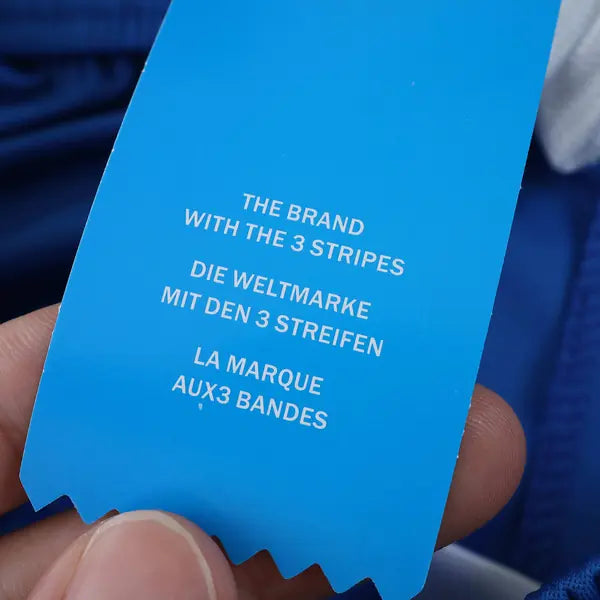 THE BRAND
WITH THE 3 STRIPES
DIE WELTMARKE
MIT DEN 3 STREIFEN
LA MARQUE
AUX3 BANDES